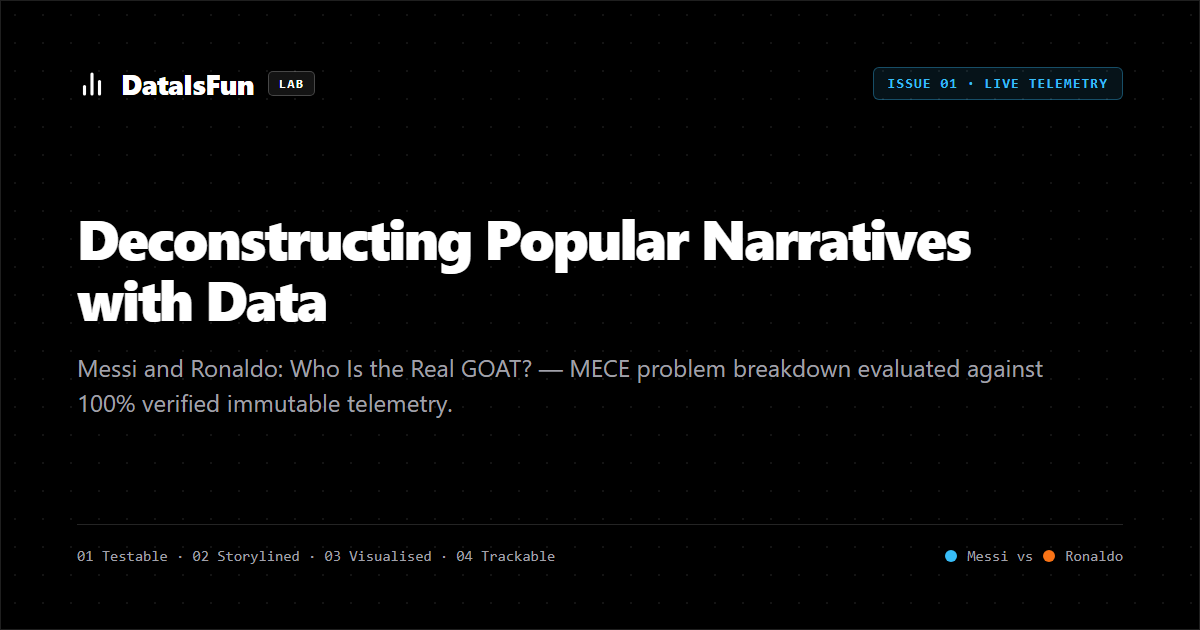 DataIsFun LAB
ISSUE 01 · LIVE TELEMETRY
Deconstructing Popular Narratives
with Data
Messi and Ronaldo: Who Is the Real GOAT? — MECE problem breakdown evaluated against
100% verified immutable telemetry.
01 Testable · 02 Storylined · 03 Visualised · 04 Trackable
Messi vs Ronaldo